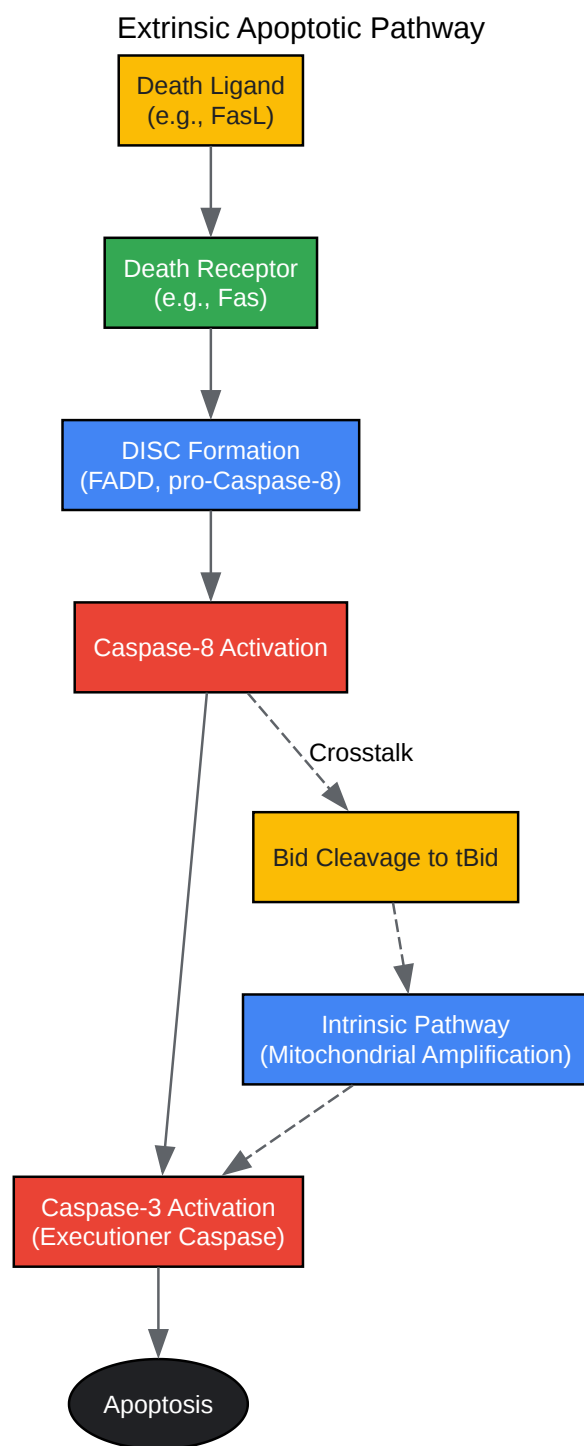 Extrinsic Apoptotic Pathway
Death Ligand
(e.g., FasL)
Death Receptor
(e.g., Fas)
DISC Formation
(FADD, pro-Caspase-8)
Caspase-8 Activation
Crosstalk
Bid Cleavage to tBid
Intrinsic Pathway
(Mitochondrial Amplification)
Caspase-3 Activation
(Executioner Caspase)
Apoptosis